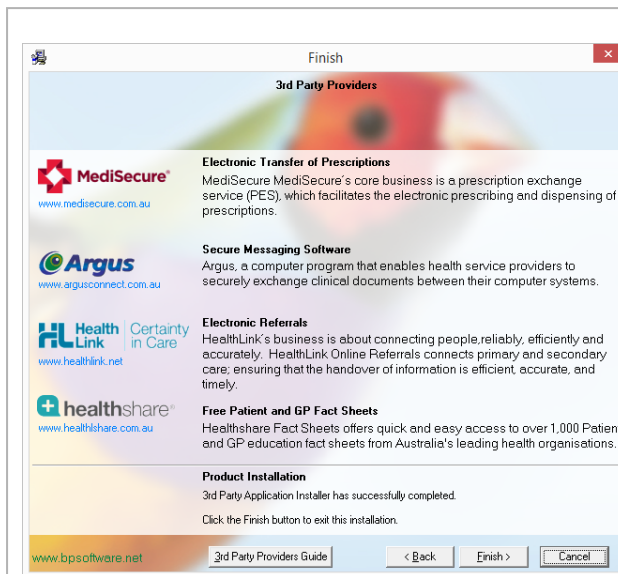 Finish
3rd Party Providers
MediSecure®
www.medisecure.com.au
Electronic Transfer of Prescriptions
MediSecure MediSecure's core business is a prescription exchange
service (PES), which facilitates the electronic prescribing and dispensing of
prescriptions.
Argus
www.argusconnect.com.au
Secure Messaging Software
Argus, a computer program that enables health service providers to
securely exchange clinical documents between their computer systems.
HL Health Link Certainty in Care
www.healthlink.net
Electronic Referrals
HealthLink's business is about connecting people,reliably, efficiently and
accurately. HealthLink Online Referrals connects primary and secondary
care; ensuring that the handover of information is efficient, accurate, and
timely.
healthshare®
www.healthlshare.com.au
Free Patient and GP Fact Sheets
Healthshare Fact Sheets offers quick and easy access to over 1,000 Patien
and GP education fact sheets from Australia's leading health organisations.
Product Installation
3rd Party Application Installer has successfully completed.
Click the Finish button to exit this installation.
www.bpsoftware.net
3rd Party Providers Guide
< Back
Finish >
Cancel